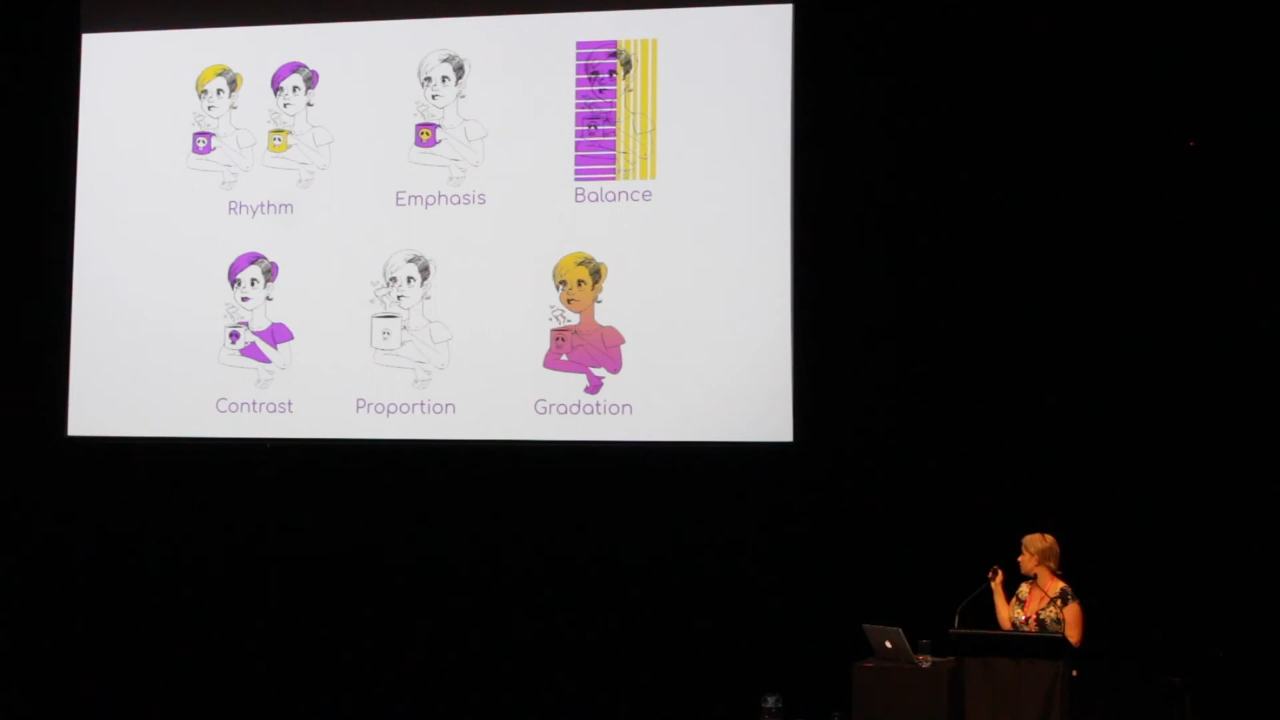 Rhythm
Emphasis
Balance
Contrast
Proportion
Gradation